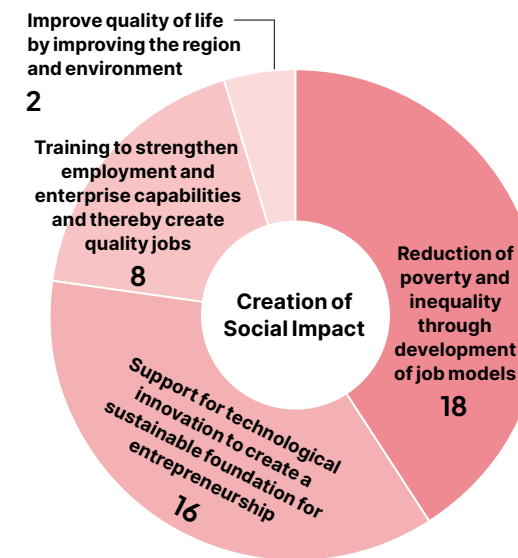 Improve quality of life
by improving the region
and environment
2
Training to strengthen
employment and
enterprise capabilities
and thereby create
quality jobs
8
Creation of
Social Impact
Reduction of
poverty and
inequality
through
development
of job models
18
Support for technological
innovation to create a
sustainable foundation for
entrepreneurship
16